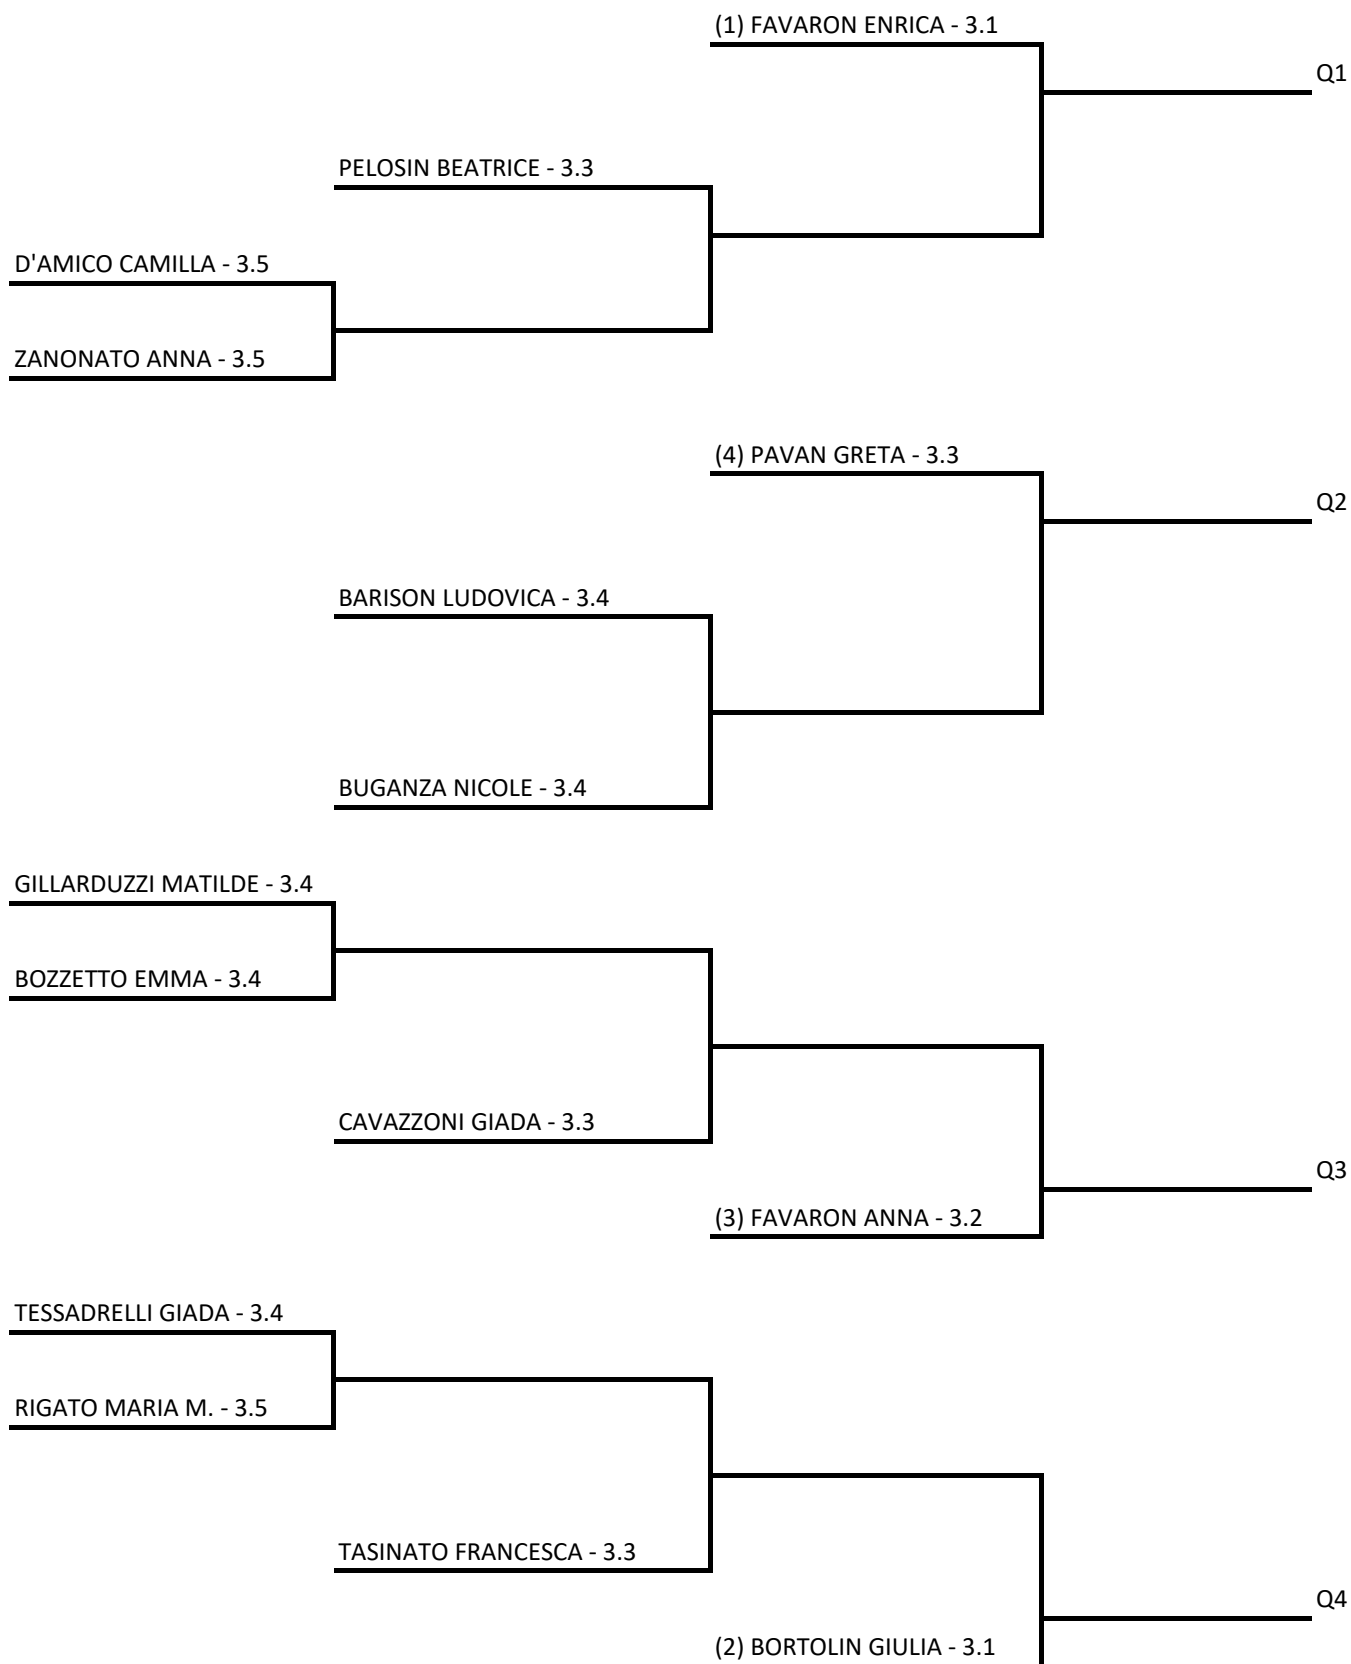 (1) FAVARON ENRICA - 3.1
Q1
PELOSIN BEATRICE - 3.3
D'AMICO CAMILLA - 3.5
ZANONATO ANNA - 3.5
(4) PAVAN GRETA - 3.3
Q2
BARISON LUDOVICA - 3.4
BUGANZA NICOLE - 3.4
GILLARDUZZI MATILDE - 3.4
BOZZETTO EMMA - 3.4
CAVAZZONI GIADA - 3.3
Q3
(3) FAVARON ANNA - 3.2
TESSADRELLI GIADA - 3.4
RIGATO MARIA M. - 3.5
TASINATO FRANCESCA - 3.3
Q4
(2) BORTOLIN GIULIA - 3.1